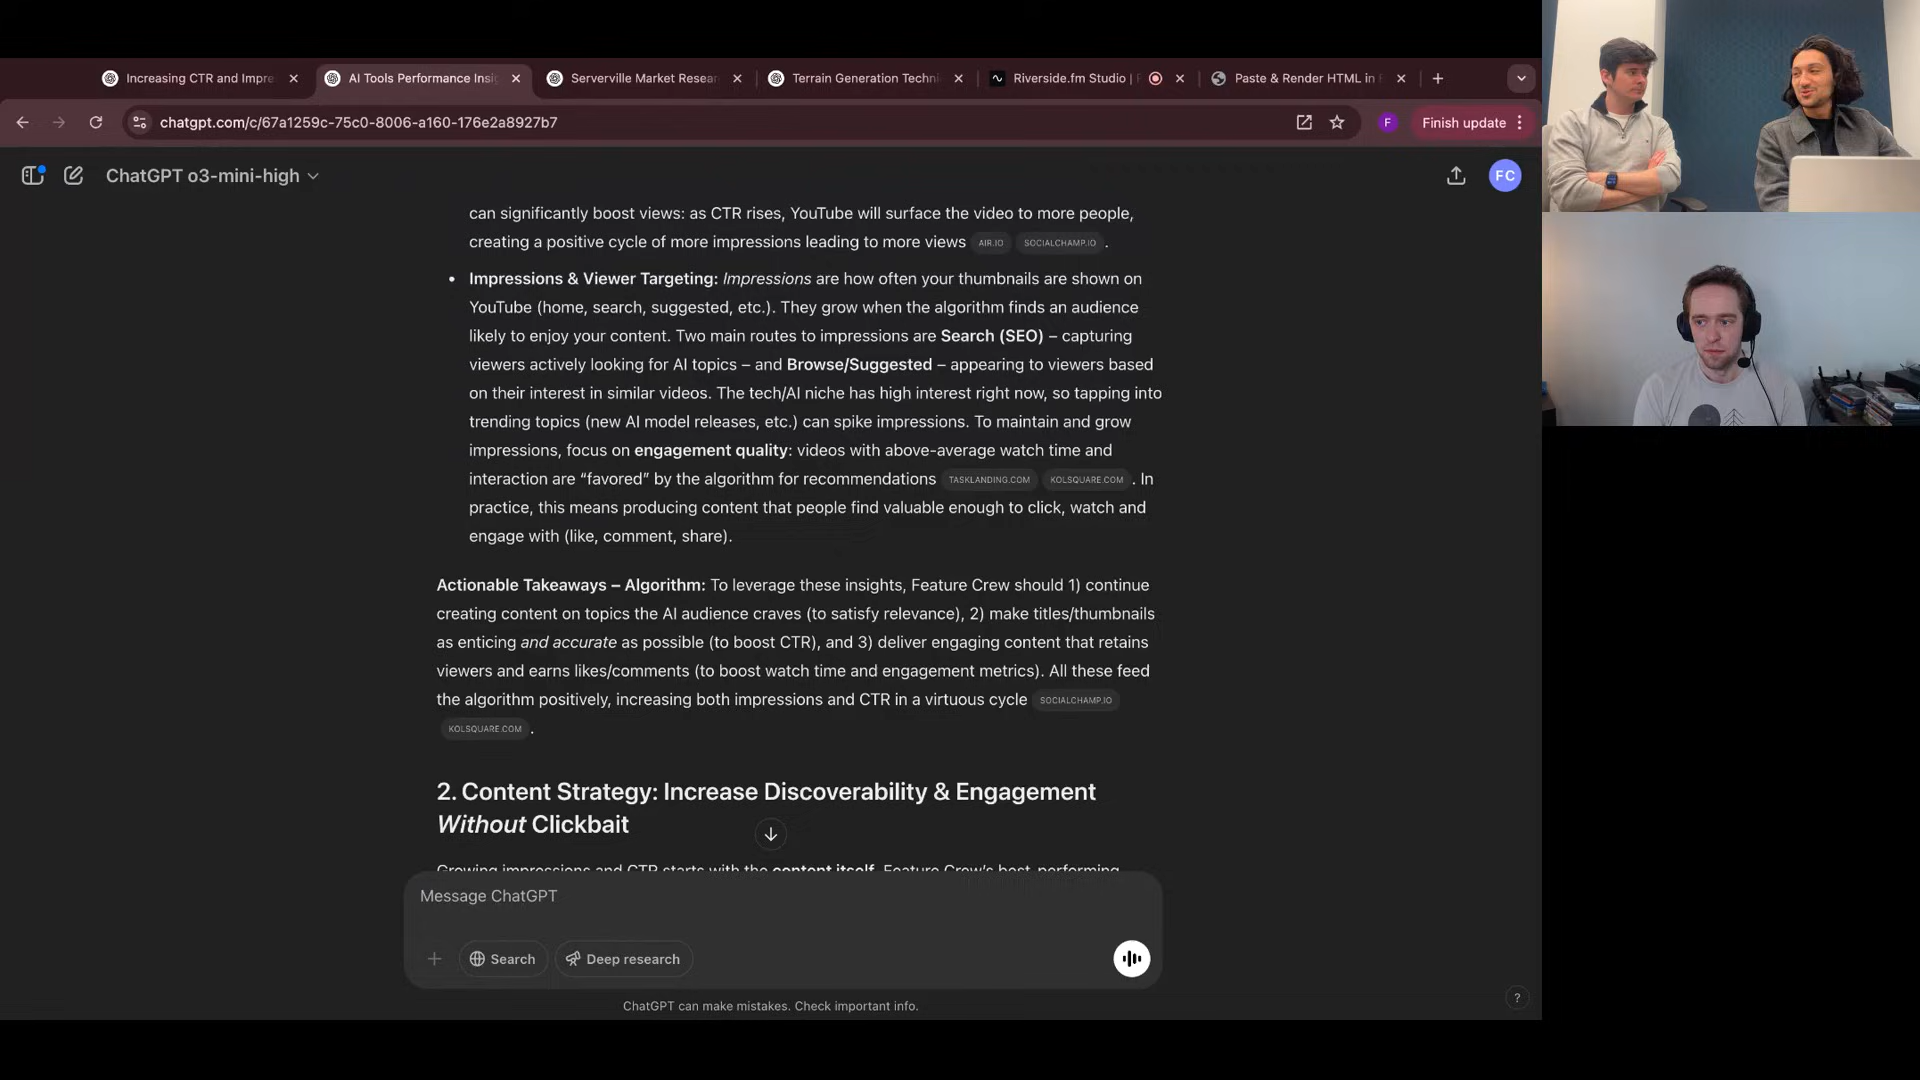 Increasing CTR and Impre
AI Tools Performance Insig
Serverville Market Resear
Terrain Generation Techni
Riverside.fm Studio |
Paste & Render HTML in
chatgpt.com/c/67a1259c-75c0-8006-a160-176e2a8927b7
F
Finish update
ChatGPT o3-mini-high
FC
can significantly boost views: as CTR rises, YouTube will surface the video to more people,
creating a positive cycle of more impressions leading to more views AIR.IO SOCIALCHAMP.IO .
• Impressions & Viewer Targeting: Impressions are how often your thumbnails are shown on
YouTube (home, search, suggested, etc.). They grow when the algorithm finds an audience
likely to enjoy your content. Two main routes to impressions are Search (SEO) – capturing
viewers actively looking for AI topics – and Browse/Suggested – appearing to viewers based
on their interest in similar videos. The tech/AI niche has high interest right now, so tapping into
trending topics (new AI model releases, etc.) can spike impressions. To maintain and grow
impressions, focus on engagement quality: videos with above-average watch time and
interaction are “favored” by the algorithm for recommendations TASKLANDING.COM KOLSQUARE.COM . In
practice, this means producing content that people find valuable enough to click, watch and
engage with (like, comment, share).
Actionable Takeaways – Algorithm: To leverage these insights, Feature Crew should 1) continue
creating content on topics the AI audience craves (to satisfy relevance), 2) make titles/thumbnails
as enticing and accurate as possible (to boost CTR), and 3) deliver engaging content that retains
viewers and earns likes/comments (to boost watch time and engagement metrics). All these feed
the algorithm positively, increasing both impressions and CTR in a virtuous cycle SOCIALCHAMP.IO
KOLSQUARE.COM .
2. Content Strategy: Increase Discoverability & Engagement
Without Clickbait
Growing impressions and CTR starts with the content itself. Feature Crew’s best-performing
Message ChatGPT
Search
Deep research
ChatGPT can make mistakes. Check important info.
?